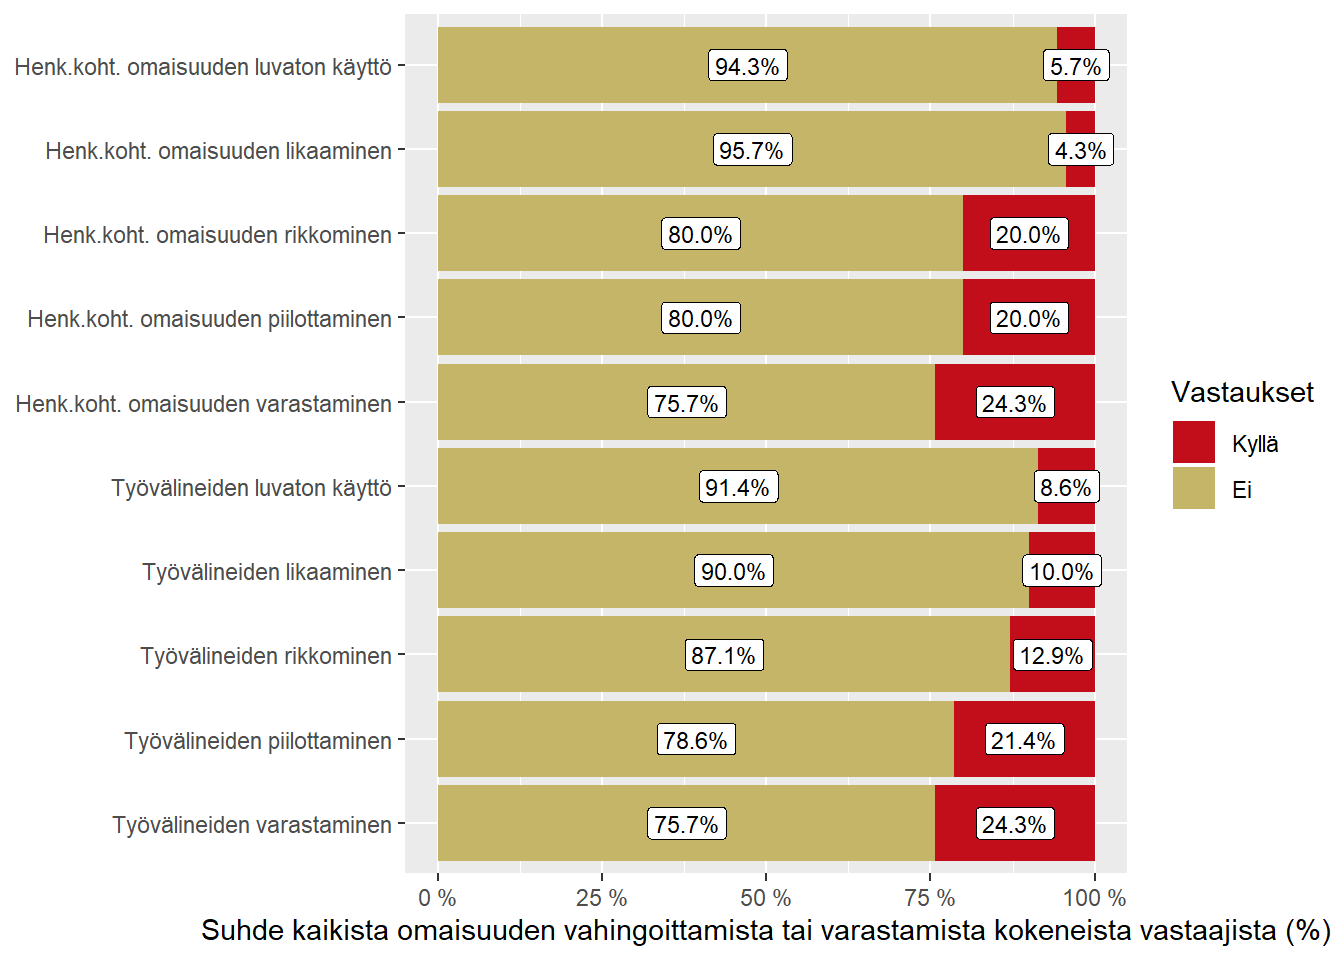 Henk.koht. omaisuuden luvaton käyttö 94.3% 5.7%
Henk.koht. omaisuuden likaaminen 95.7% 4.3%
Henk.koht. omaisuuden rikkominen 80.0% 20.0%
Henk.koht. omaisuuden piilottaminen 80.0% 20.0%
Henk.koht. omaisuuden varastaminen 75.7% 24.3%
Työvälineiden luvaton käyttö 91.4% 8.6%
Työvälineiden likaaminen 90.0% 10.0%
Työvälineiden rikkominen 87.1% 12.9%
Työvälineiden piilottaminen 78.6% 21.4%
Työvälineiden varastaminen 75.7% 24.3%
0 % 25 % 50 % 75 % 100 %
Suhde kaikista omaisuuden vahingoittamista tai varastamista kokeneista vastaajista (%)
Vastaukset
Kyllä
Ei